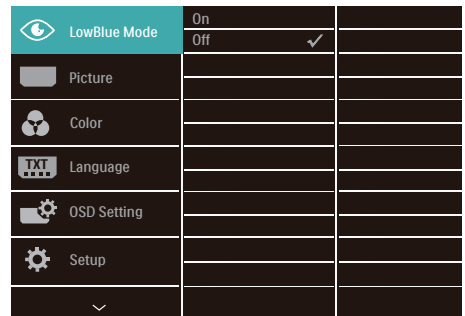 LowBlue Mode
On
Off
Picture
Color
TXT
Language
OSD Setting
Setup